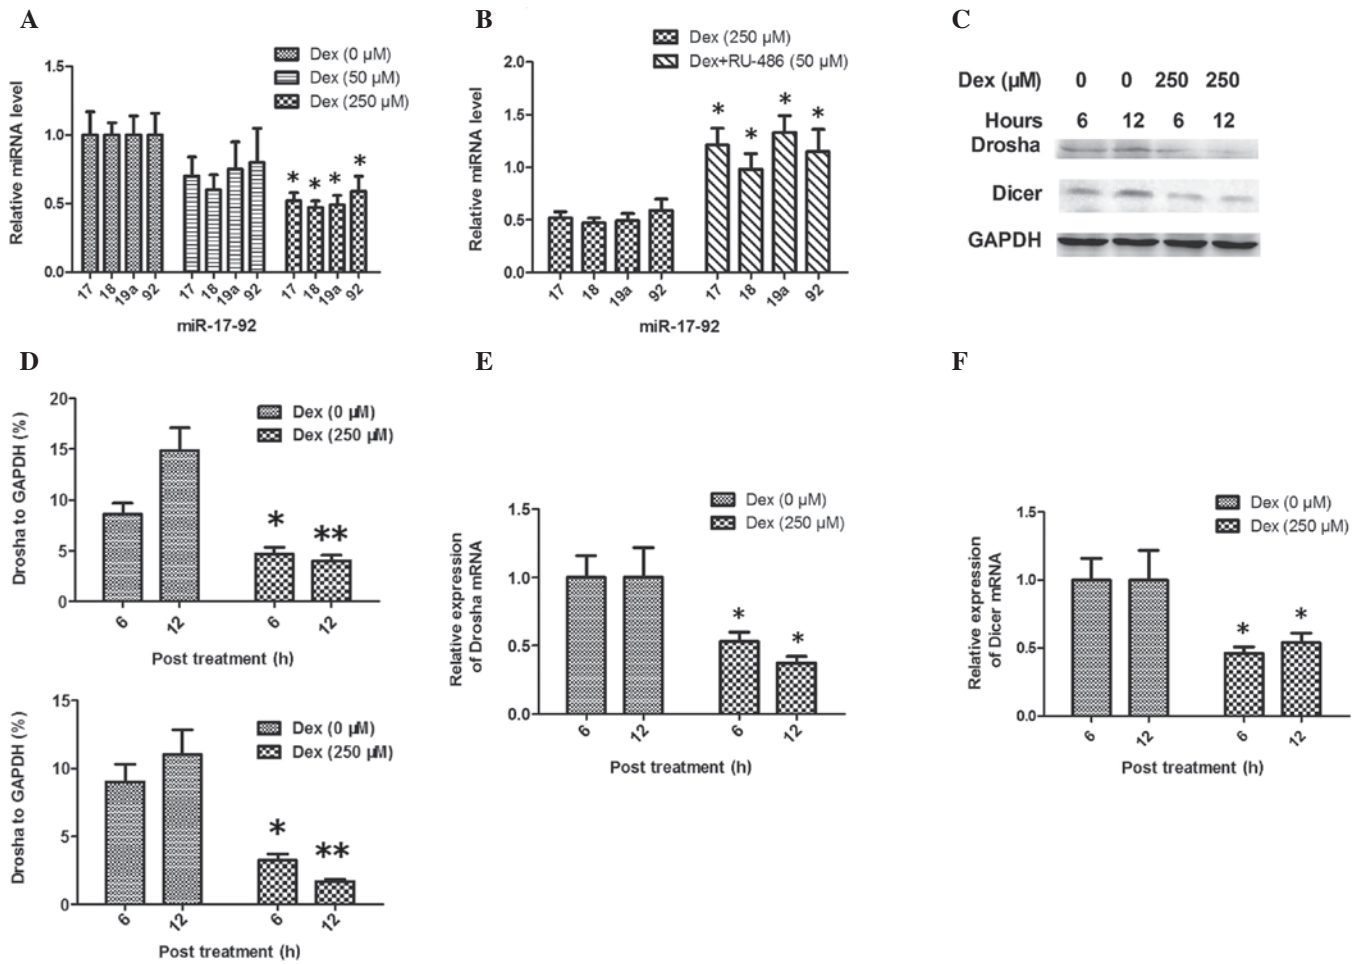 A
Dex (0 µM)
Dex (50 µM)
Dex (250 µM)
Relative miRNA level
1.5
1.0
0.5
0.0
* * * *
17 18 19a 92 17 18 19a 92 17 18 19a 92
miR-17-92
B
Dex (250 µM)
Dex+RU-486 (50 µM)
Relative miRNA level
2.0
1.5
1.0
0.5
0.0
* * * *
17 18 19a 92 17 18 19a 92
miR-17-92
C
Dex (µM) 0 0 250 250
Hours 6 12 6 12
Drosha
Dicer
GAPDH
D
Dex (0 µM)
Dex (250 µM)
Drosha to GAPDH (%)
20
15
10
5
0
* **
6 12 6 12
Post treatment (h)
Dex (0 µM)
Dex (250 µM)
Drosha to GAPDH (%)
15
10
5
0
* **
6 12 6 12
Post treatment (h)
E
Dex (0 µM)
Dex (250 µM)
Relative expression
of Drosha mRNA
1.5
1.0
0.5
0.0
* *
6 12 6 12
Post treatment (h)
F
Dex (0 µM)
Dex (250 µM)
Relative expression
of Dicer mRNA
1.5
1.0
0.5
0.0
* *
6 12 6 12
Post treatment (h)